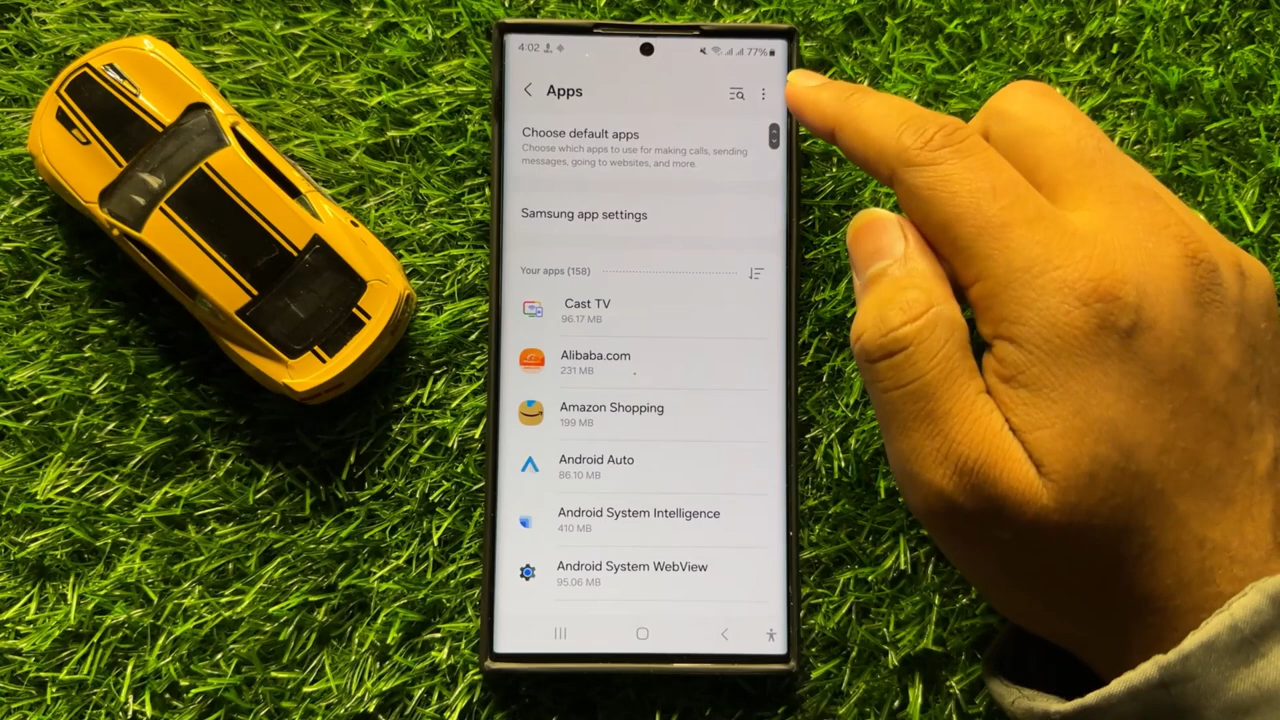 4:02 77%
Apps
Choose default apps
Choose which apps to use for making calls, sending
messages, going to websites, and more.
Samsung app settings
Your apps (158)
Cast TV
96.17 MB
Alibaba.com
231 MB
Amazon Shopping
199 MB
Android Auto
86.10 MB
Android System Intelligence
410 MB
Android System WebView
95.06 MB